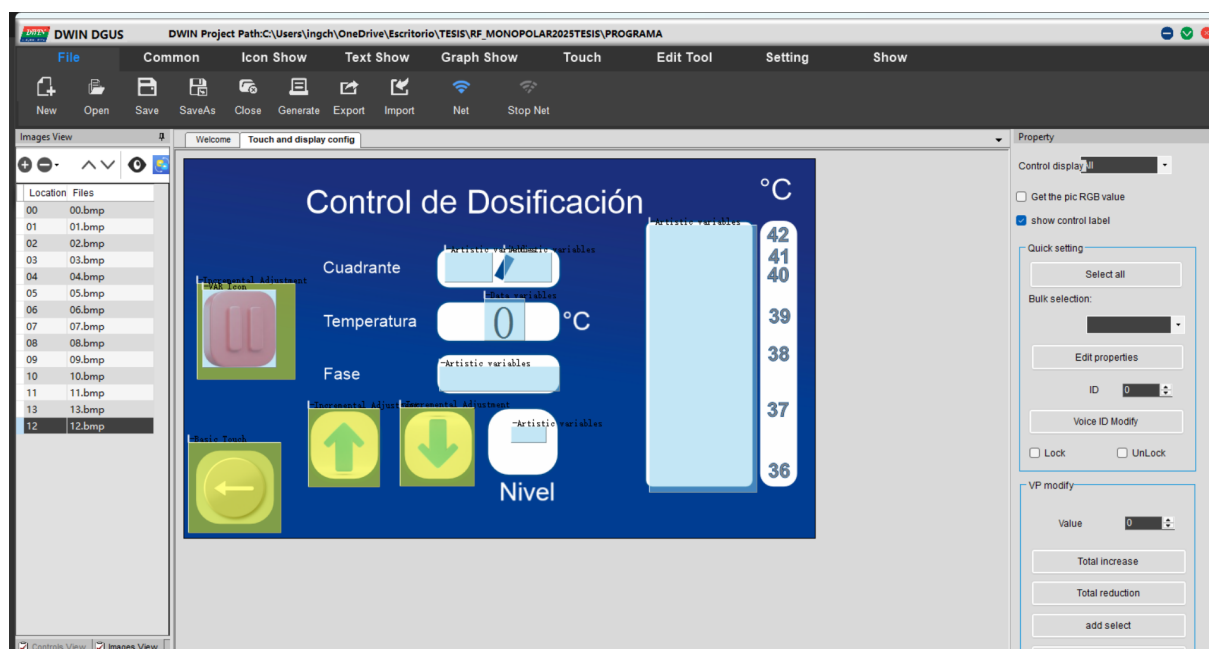 DWIN DGUS DWIN Project Path:C:\Users\ingch\OneDrive\Escritorio\TESIS\RF_MONOPOLAR2025TESIS\PROGRAMA
File Common Icon Show Text Show Graph Show Touch Edit Tool Setting Show
New Open Save SaveAs Close Generate Export Import Net Stop Net
Images View
Welcome Touch and display config
Property
Location Files
00 00.bmp
01 01.bmp
02 02.bmp
03 03.bmp
04 04.bmp
05 05.bmp
06 06.bmp
07 07.bmp
08 08.bmp
09 09.bmp
10 10.bmp
11 11.bmp
13 13.bmp
12 12.bmp
Controls View Images View
Control de Dosificación
°C
Artistic variables
Cuadrante
Artistic
variables
Incremental Adjustment
VAR Icon
Data variables
Temperatura
0
°C
Artistic variables
Fase
Incremental Adjustment
Artistic variables
Basic Touch
Nivel
42
41
40
39
38
37
36
Control display
Get the pic RGB value
show control label
Quick setting
Select all
Bulk selection:
Edit properties
ID 0
Voice ID Modify
Lock UnLock
VP modify
Value 0
Total increase
Total reduction
add select